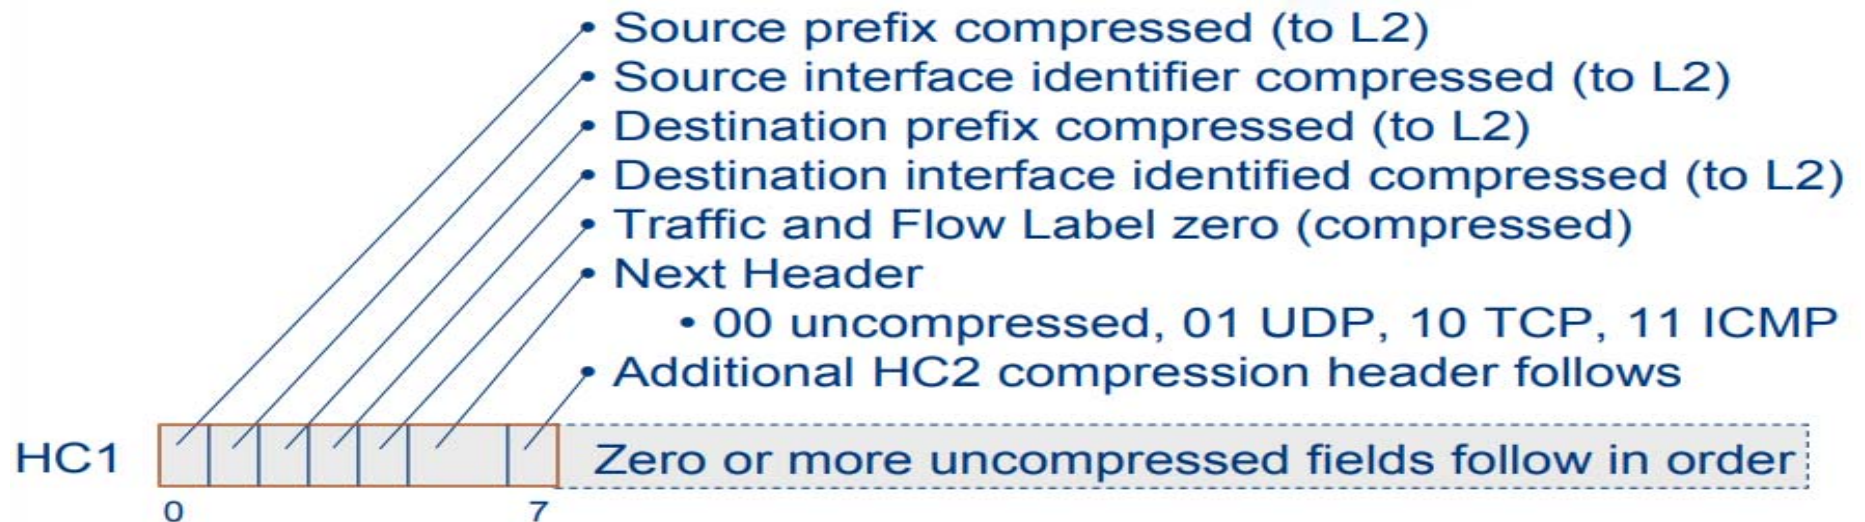 • Source prefix compressed (to L2)
• Source interface identifier compressed (to L2)
• Destination prefix compressed (to L2)
• Destination interface identified compressed (to L2)
• Traffic and Flow Label zero (compressed)
• Next Header
• 00 uncompressed, 01 UDP, 10 TCP, 11 ICMP
• Additional HC2 compression header follows
HC1 Zero or more uncompressed fields follow in order
0 7